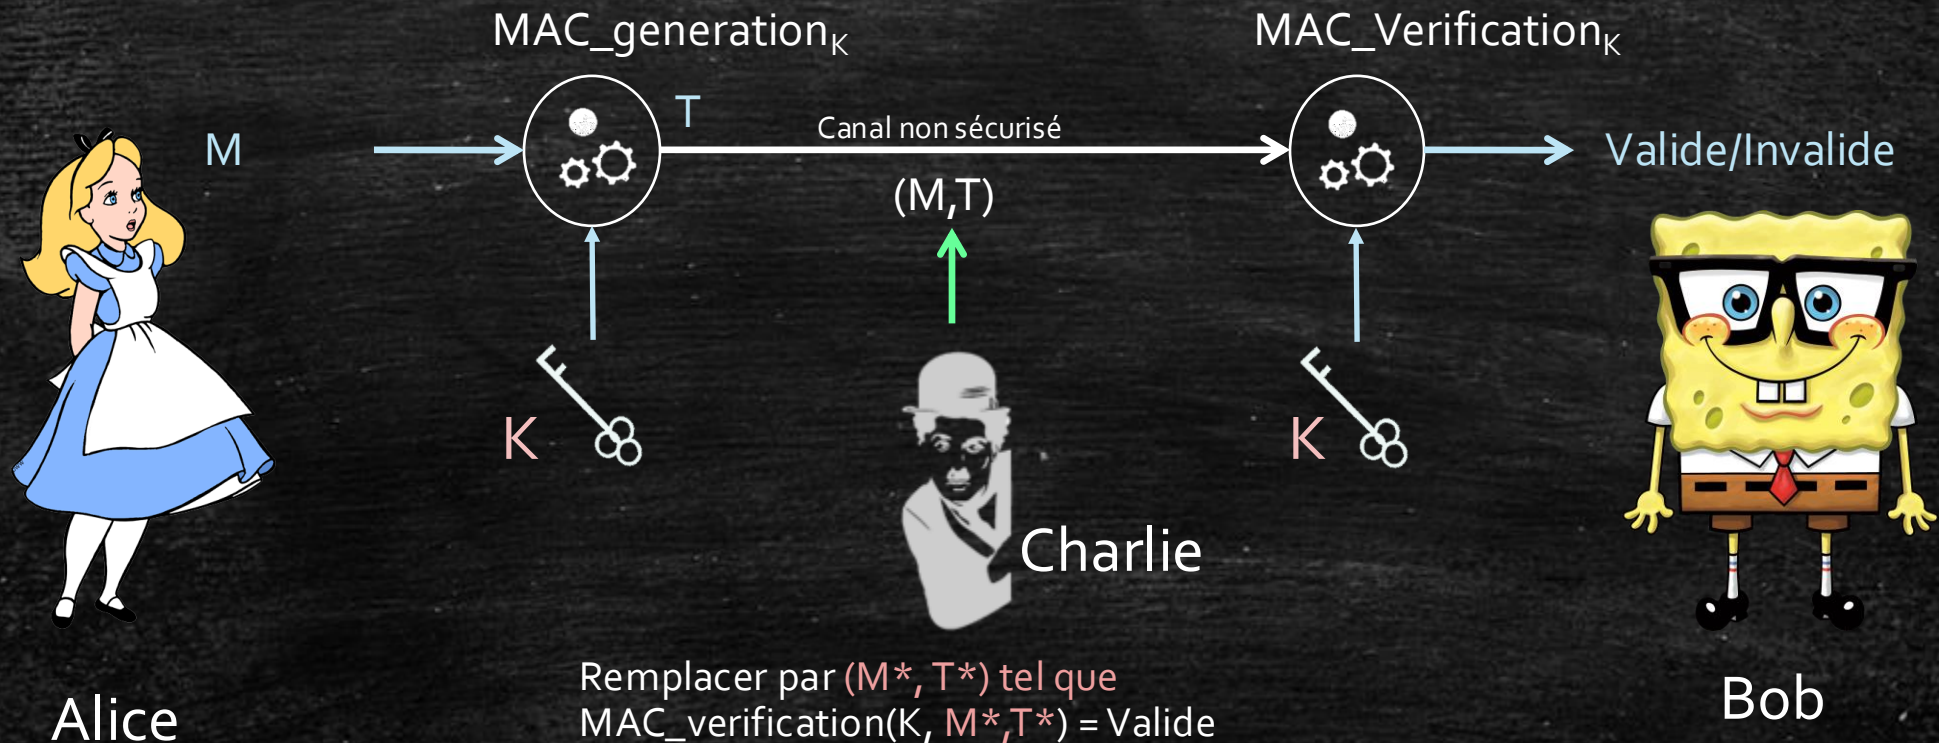 MAC_generationK
MAC_VerificationK
M
T
Canal non sécurisé
(M,T)
Valide/Invalide
K
K
Charlie
Remplacer par (M*, T*) tel que
MAC_verification(K, M*,T*) = Valide
Alice
Bob